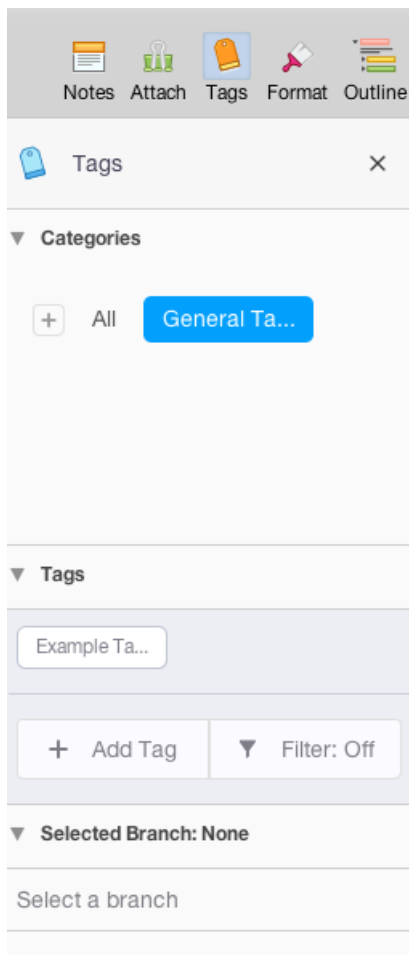 Notes Attach Tags Format Outline
Tags
Categories
All General Ta...
Tags
Example Ta...
+ Add Tag Filter: Off
Selected Branch: None
Select a branch